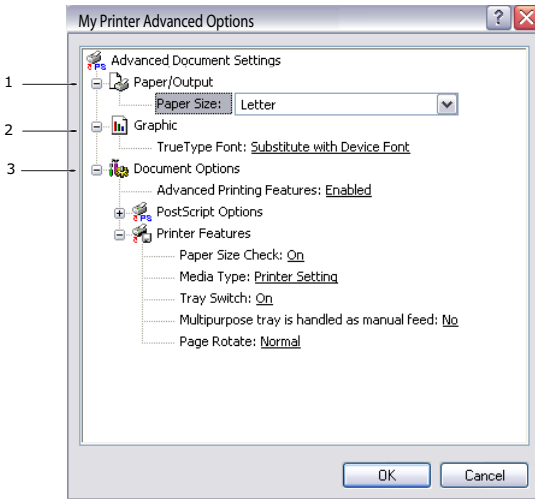 My Printer Advanced Options
Advanced Document Settings
1
Paper/Output
Paper Size: Letter
2
Graphic
TrueType Font: Substitute with Device Font
3
Document Options
Advanced Printing Features: Enabled
PS PostScript Options
Printer Features
Paper Size Check: On
Media Type: Printer Setting
Tray Switch: On
Multipurpose tray is handled as manual feed: No
Page Rotate: Normal
OK Cancel